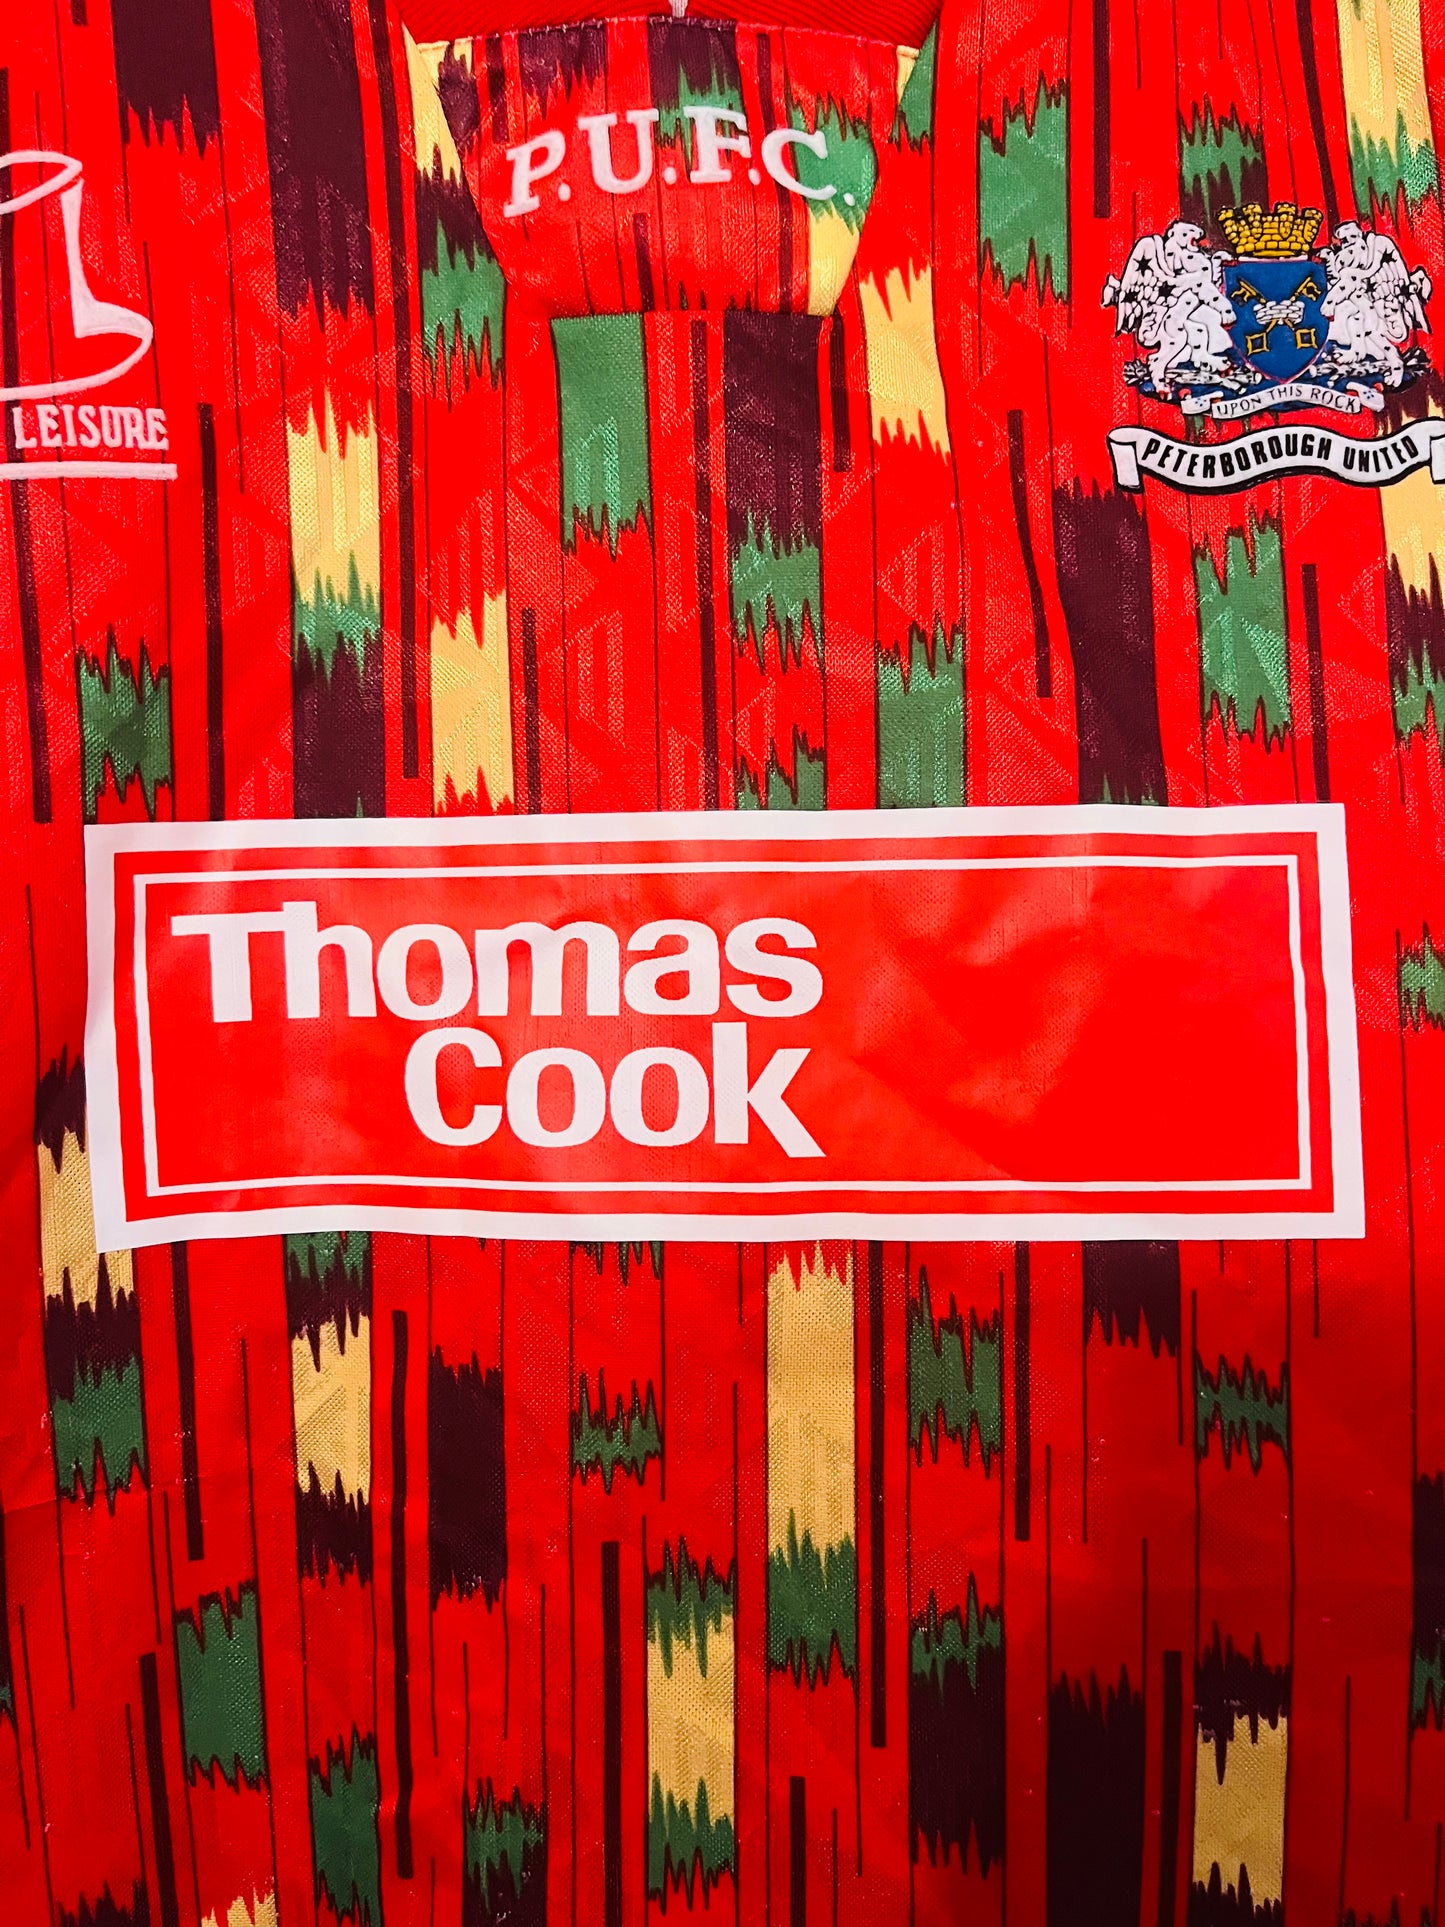 P.U.F.C.
LEISURE
UPON THIS ROCK
PETERBOROUGH UNITED
Thomas
Cook